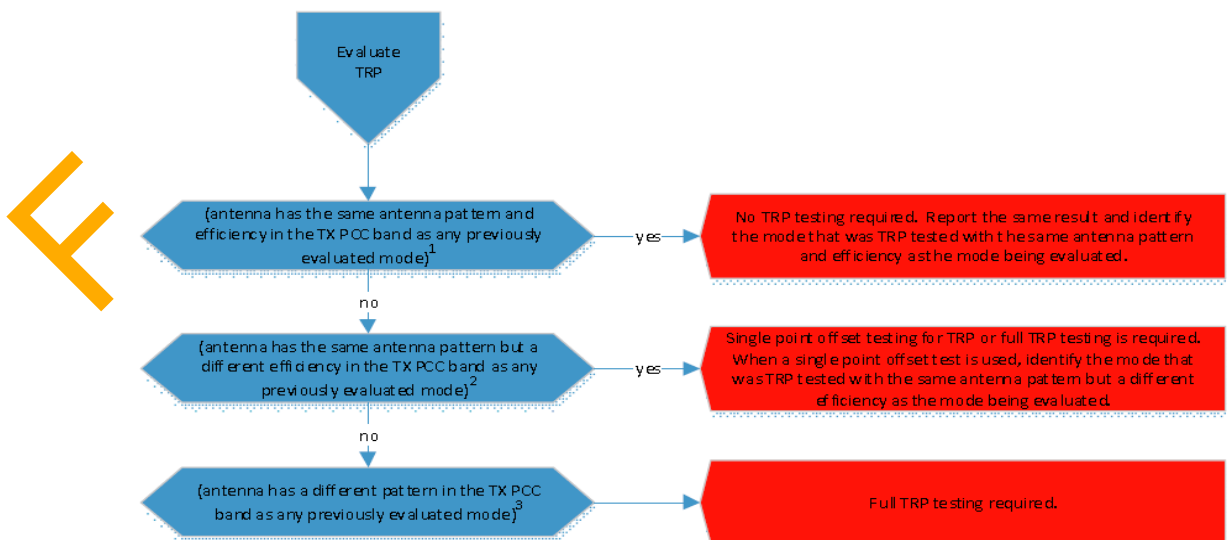 Evaluate
TRP
(antenna has the same antenna pattern and
efficiency in the TX PCC band as any previously
evaluated mode)1
yes
No TRP testing required. Report the same result and identify
the mode that was TRP tested with the same antenna pattern
and efficiency as the mode being evaluated.
no
(antenna has the same antenna pattern but a
different efficiency in the TX PCC band as any
previously evaluated mode)2
yes
Single point offset testing for TRP or full TRP testing is required.
When a single point offset test is used, identify the mode that
was TRP tested with the same antenna pattern but a different
efficiency as the mode being evaluated.
no
(antenna has a different pattern in the TX PCC
band as any previously evaluated mode)3
Full TRP testing required.
F